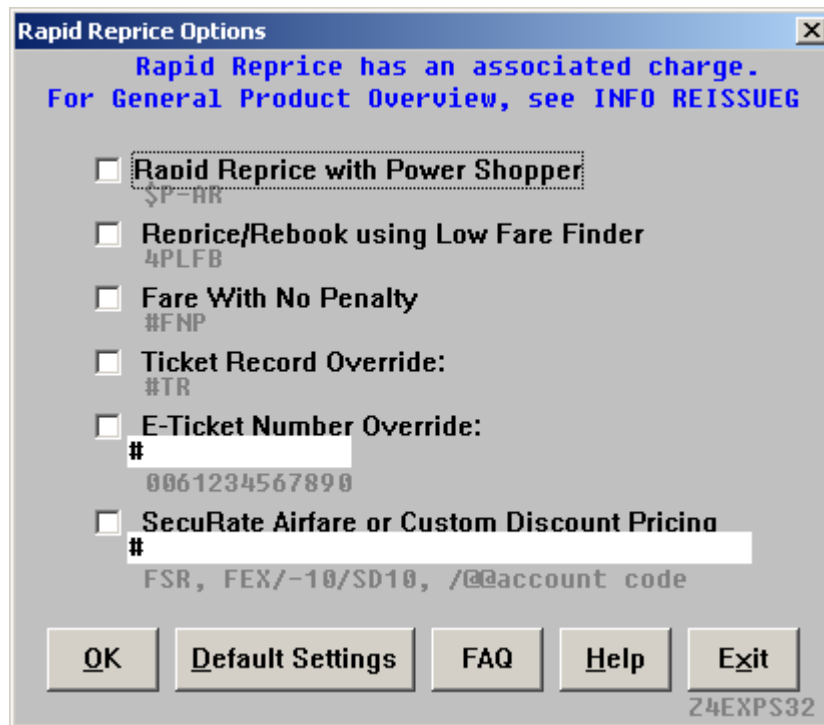 Rapid Reprice Options
Rapid Reprice has an associated charge.
For General Product Overview, see INFO REISSUEG
Rapid Reprice with Power Shopper
$P-AR
Reprice/Rebook using Low Fare Finder
4PLFB
Fare With No Penalty
#FNP
Ticket Record Override:
#TR
E-Ticket Number Override:
#
0061234567890
SecuRate Airfare or Custom Discount Pricing
#
FSR, FEX/-10/SD10, /@@account code
OK Default Settings FAQ Help Exit
Z4EXPS32